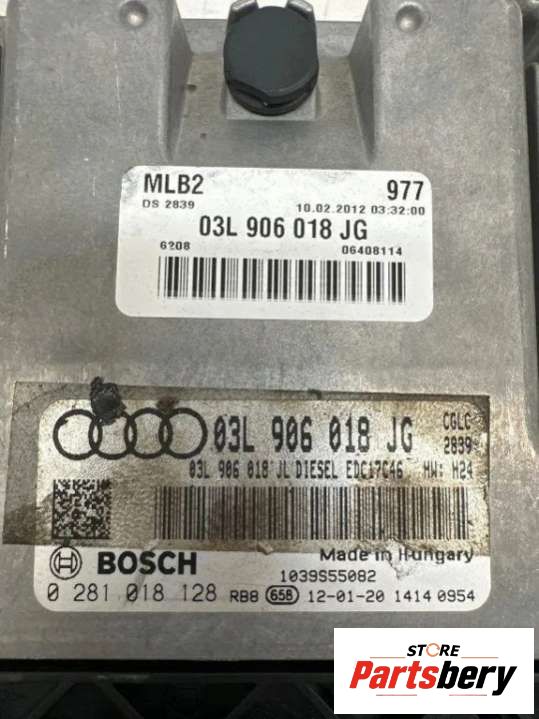 MLB2 977
DS 2839 10.02.2012 03:32:00
03L 906 018 JG
6208 06408114
03L 906 018 JG CGLC
2839
03L 906 018 JL DIESEL EDC17C46 HW: H24
Made in Hungary
BOSCH
1039S55082
0 281 018 128 RB8 658 12-01-20 1414 0954
STORE
Partsbery